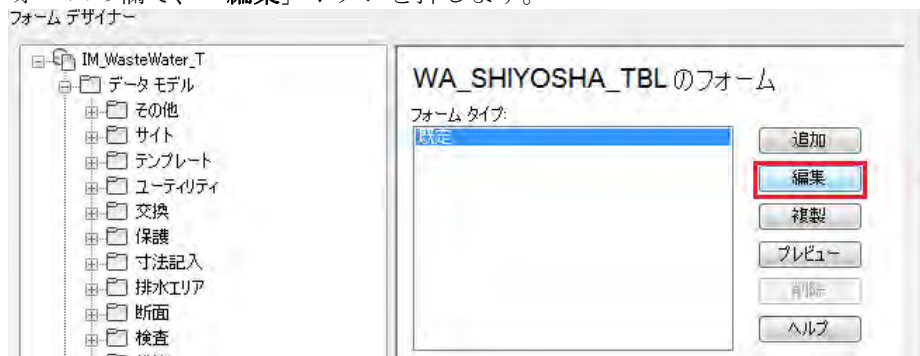 編集
フォーム デザイナー
IM_WasteWater_T
データ モデル
その他
サイト
テンプレート
ユーティリティ
交換
保護
寸法記入
排水エリア
断面
検査
WA_SHIYOSHA_TBL のフォーム
フォーム タイプ:
既定
追加
編集
複製
プレビュー
削除
ヘルプ